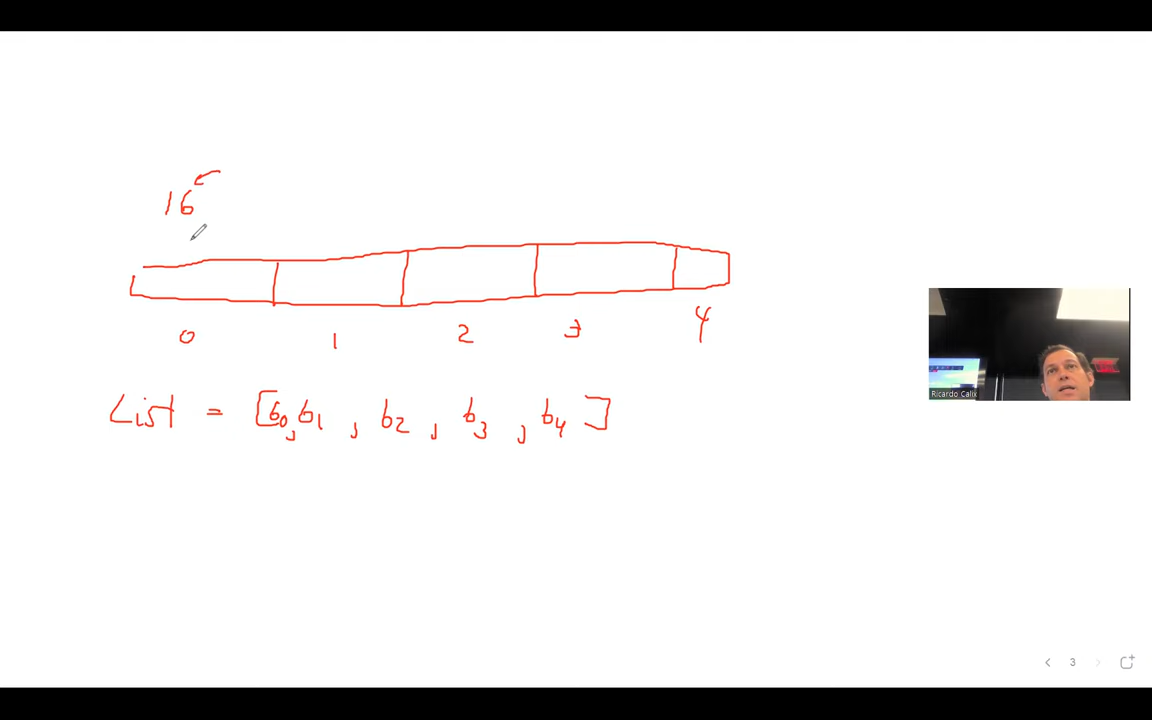 16
0 1 2 3 4
List = [b0, b1, b2, b3, b4]
Ricardo Calix
3